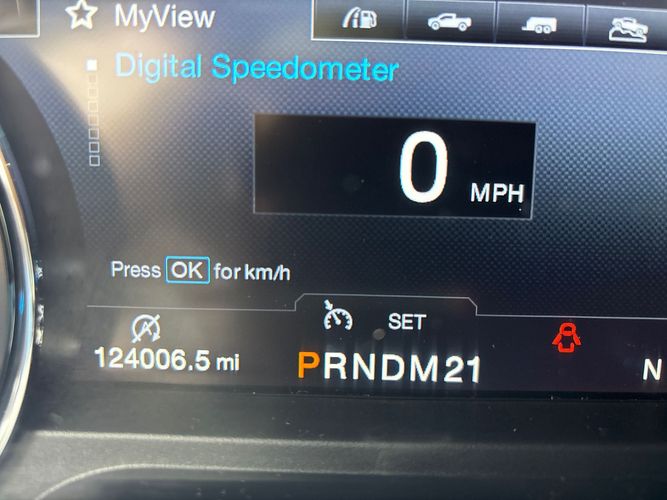 MyView
Digital Speedometer
0 MPH
Press OK for km/h
SET
124006.5 mi
PRNDM21
N